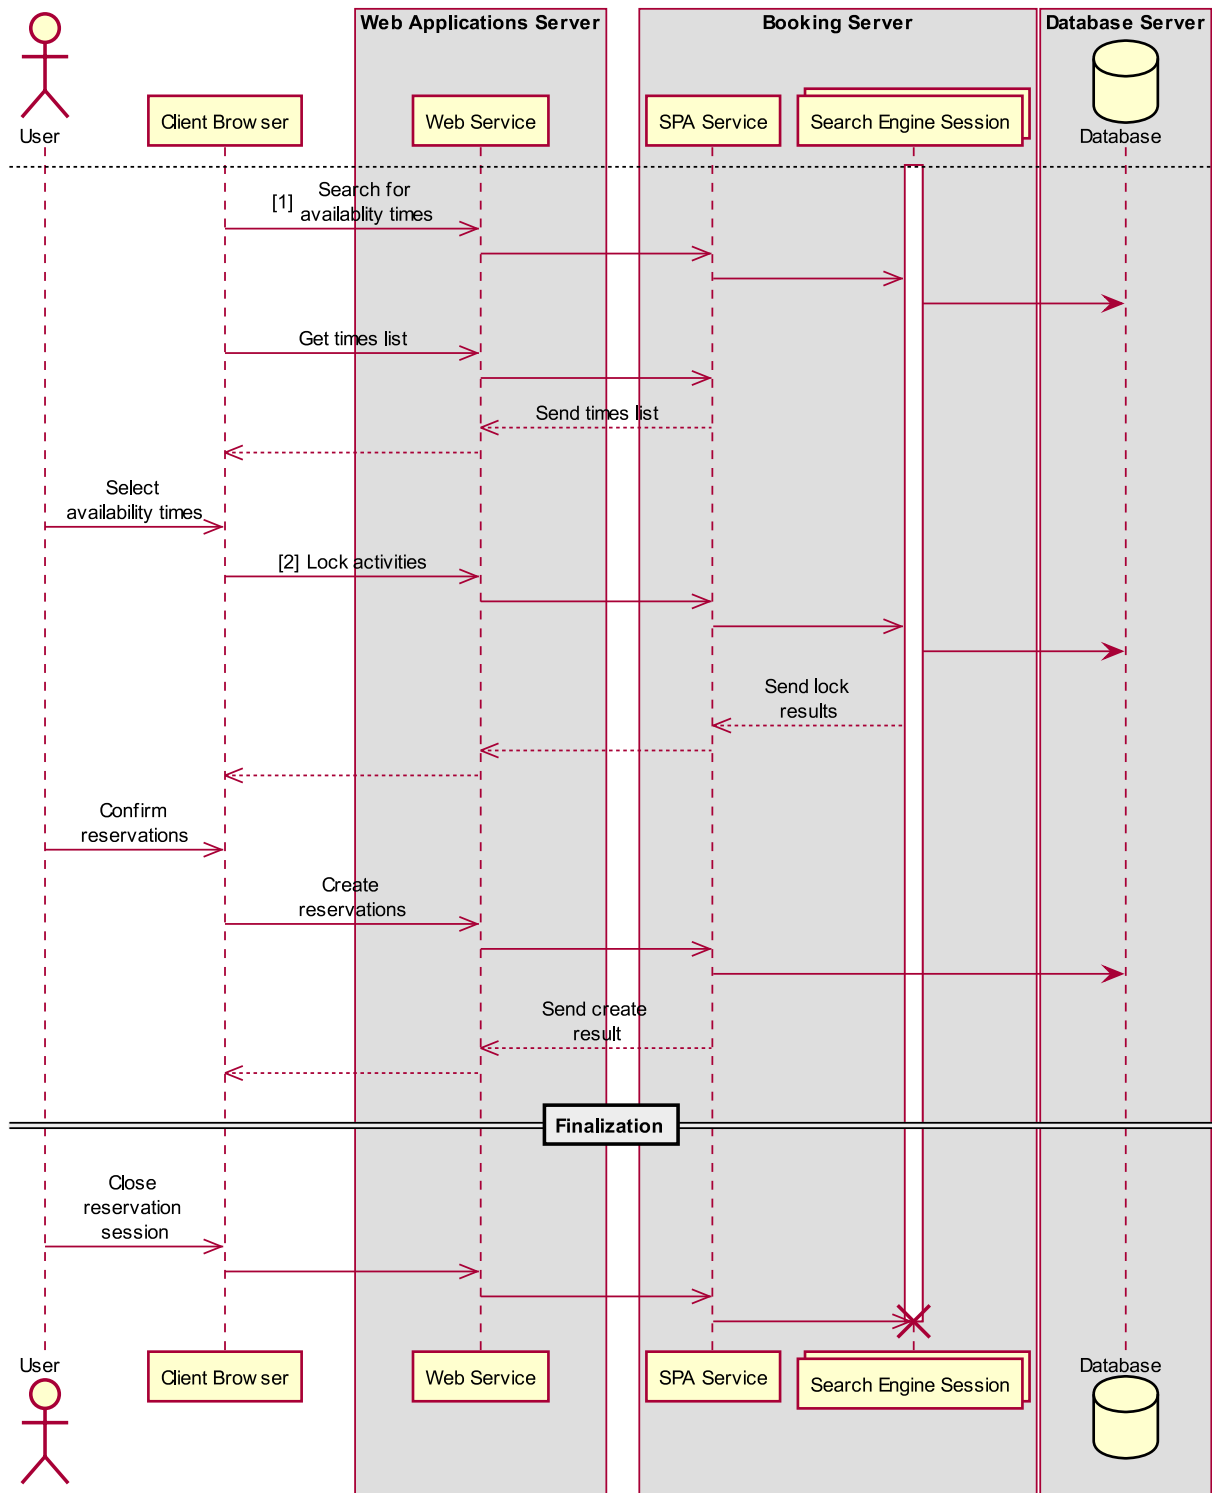 Web Applications Server
Booking Server
Database Server
User
Client Browser
Web Service
SPA Service
Search Engine Session
Database
[1]
Search for
availablity times
Get times list
Send times list
Select
availability times
[2] Lock activities
Send lock
results
Confirm
reservations
Create
reservations
Send create
result
Finalization
Close
reservation
session
User
Client Browser
Web Service
SPA Service
Search Engine Session
Database